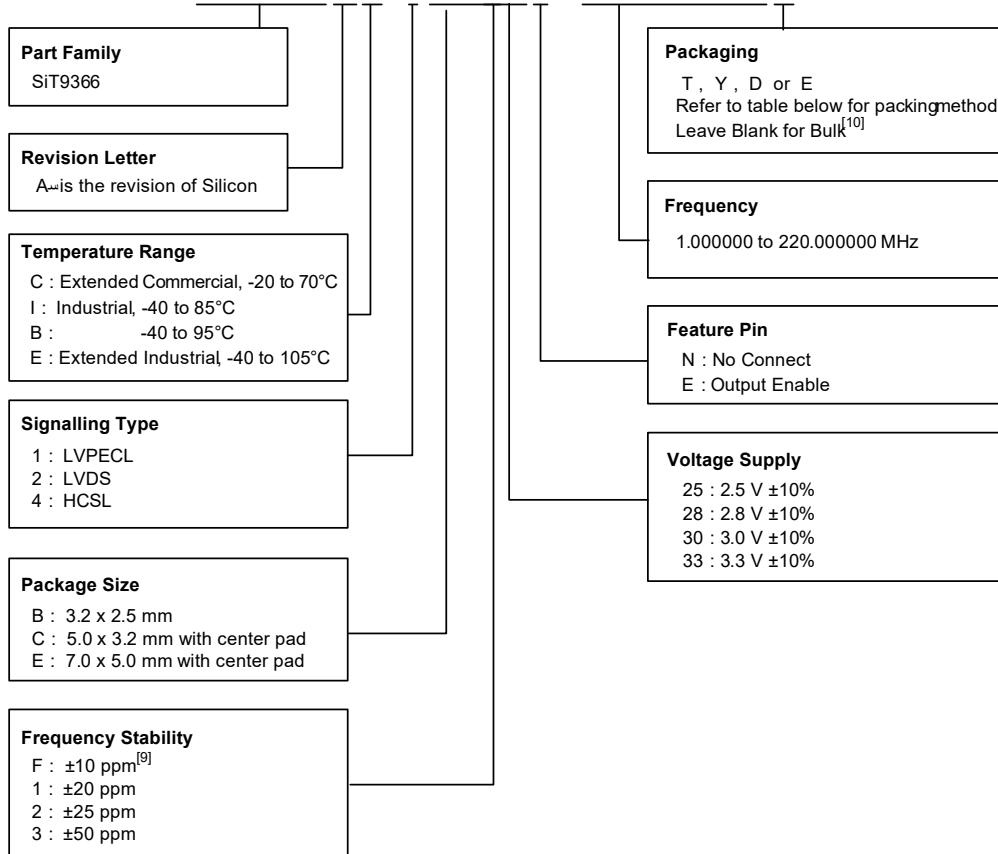 Part Family
SiT9366
Revision Letter
A is the revision of Silicon
Temperature Range
C : Extended Commercial, -20 to 70°C
I : Industrial, -40 to 85°C
B : -40 to 95°C
E : Extended Industrial, -40 to 105°C
Signalling Type
1 : LVPECL
2 : LVDS
4 : HCSL
Package Size
B : 3.2 x 2.5 mm
C : 5.0 x 3.2 mm with center pad
E : 7.0 x 5.0 mm with center pad
Frequency Stability
F : ±10 ppm[9]
1 : ±20 ppm
2 : ±25 ppm
3 : ±50 ppm
Packaging
T , Y , D or E
Refer to table below for packingmethod
Leave Blank for Bulk[10]
Frequency
1.000000 to 220.000000 MHz
Feature Pin
N : No Connect
E : Output Enable
Voltage Supply
25 : 2.5 V ±10%
28 : 2.8 V ±10%
30 : 3.0 V ±10%
33 : 3.3 V ±10%